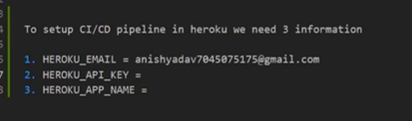 To setup CI/CD pipeline in heroku we need 3 information
1. HEROKU_EMAIL = anishyadav7045075175@gmail.com
2. HEROKU_API_KEY =
3. HEROKU_APP_NAME =